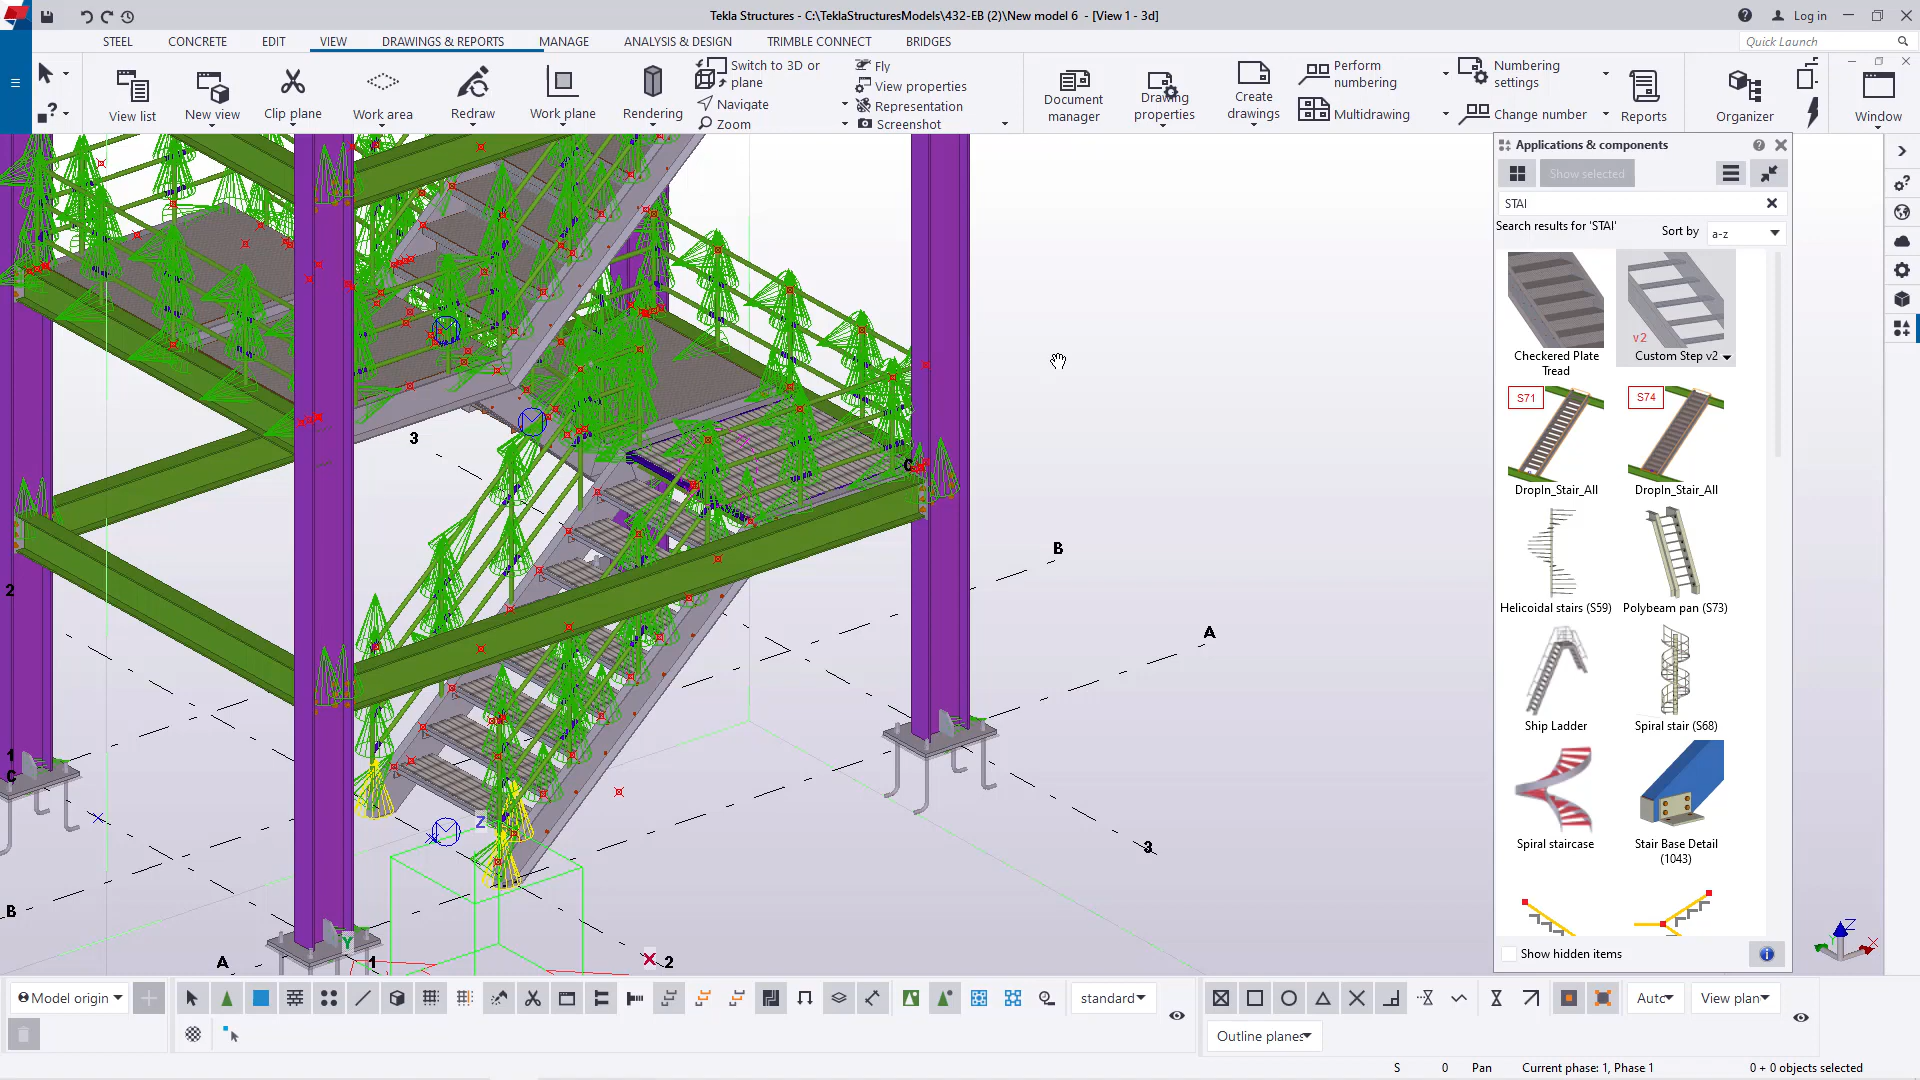 Tekla Structures - C:\TeklaStructuresModels\432-EB (2)\New model 6 - [View 1 - 3d]
Log in
STEEL CONCRETE EDIT VIEW DRAWINGS & REPORTS MANAGE ANALYSIS & DESIGN TRIMBLE CONNECT BRIDGES
Quick Launch
View list
New view
Clip plane
Work area
Redraw
Work plane
Rendering
Switch to 3D or
plane
Navigate
Zoom
Fly
View properties
Representation
Screenshot
Document
manager
Drawing
properties
Create
drawings
Perform
numbering
Multidrawing
Numbering
settings
Change number
Reports
Organizer
Window
Applications & components
Show selected
STAI
Search results for 'STAI'
Sort by
a-z
v2
Checkered Plate
Tread
Custom Step v2
S71
S74
DropIn_Stair_All
DropIn_Stair_All
Helicoidal stairs (S59)
Polybeam pan (S73)
Ship Ladder
Spiral stair (S68)
Spiral staircase
Stair Base Detail
(1043)
Show hidden items
3
C
B
2
A
1
C
Z
3
B
Y
A
1
2
Z
X
Model origin
standard
Auto
View plan
Outline planes
S
0
Pan
Current phase: 1, Phase 1
0 + 0 objects selected